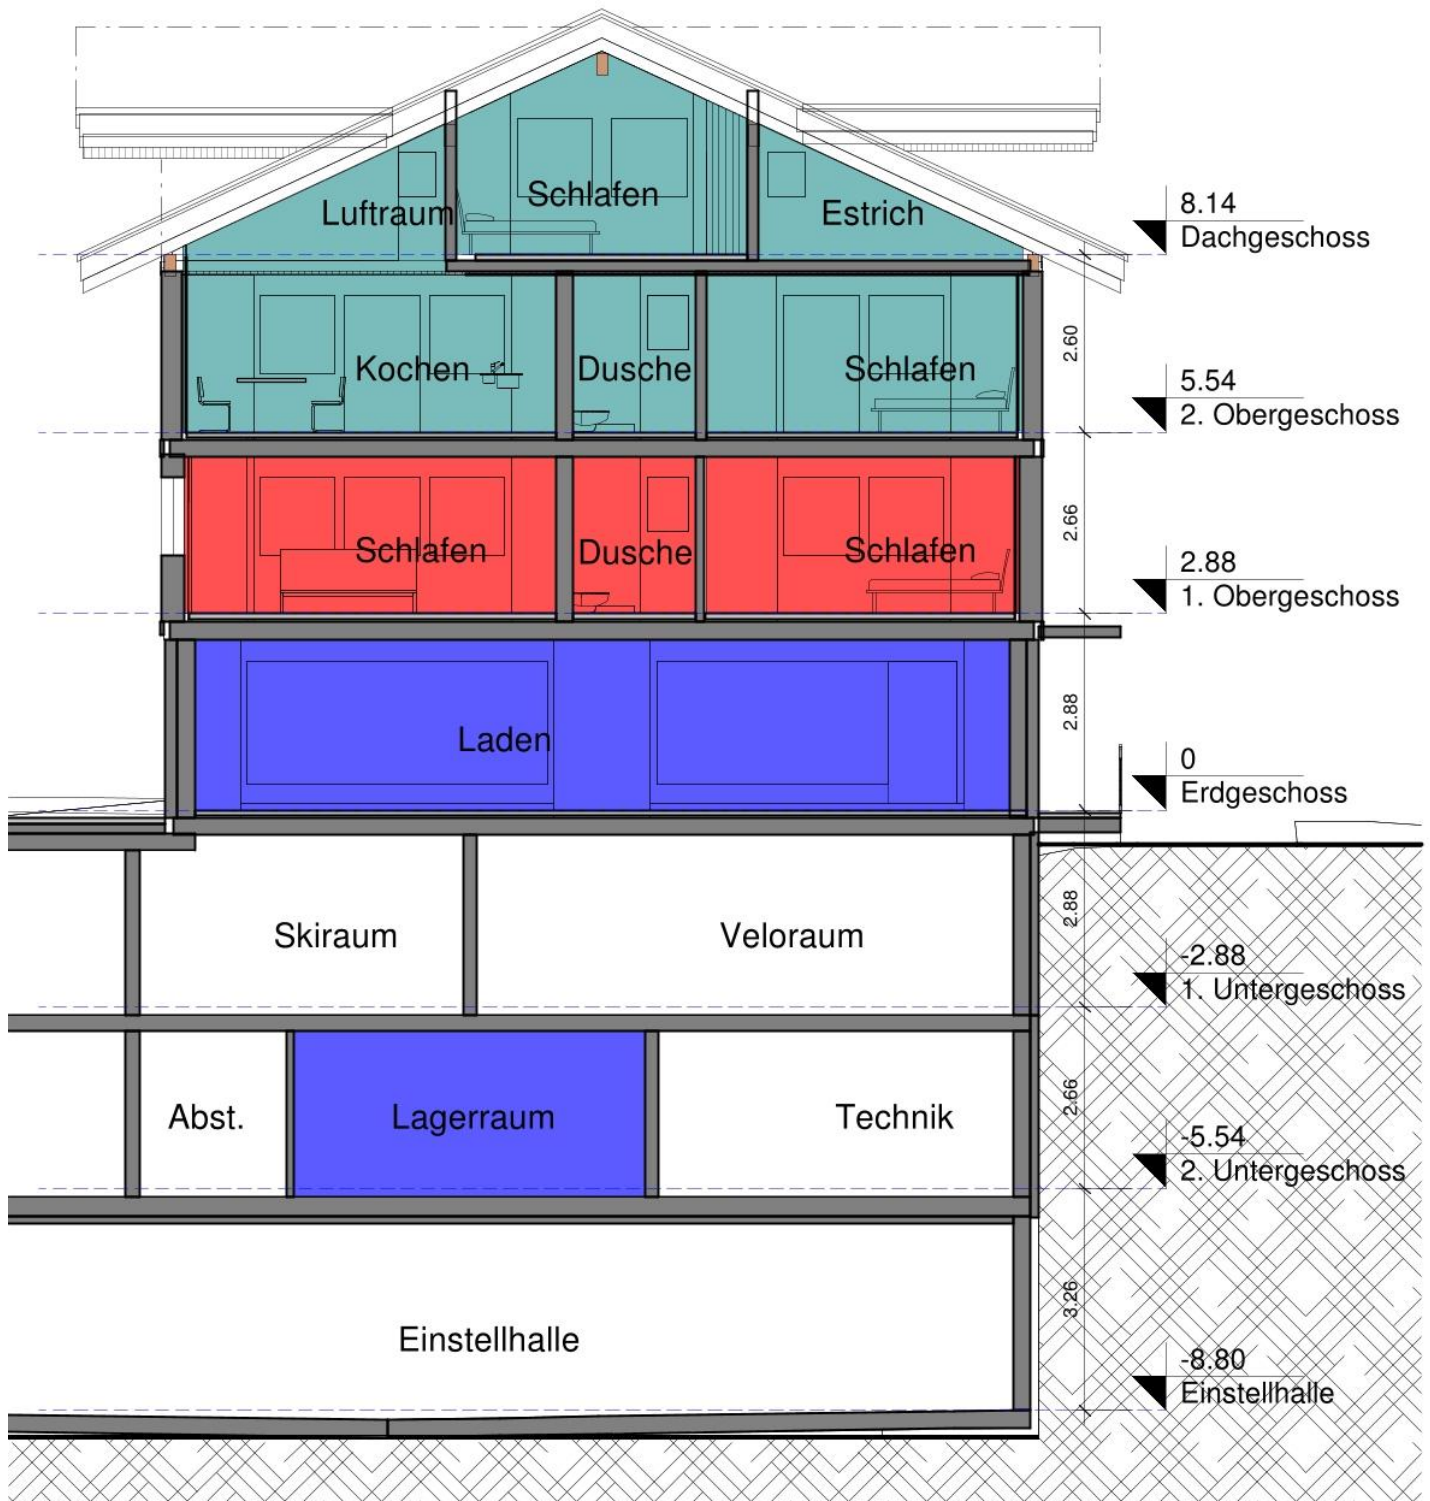 Luftraum
Schlafen
Estrich
8.14
Dachgeschoss
2.60
Kochen
Dusche
Schlafen
5.54
2. Obergeschoss
2.66
Schlafen
Dusche
Schlafen
2.88
1. Obergeschoss
2.88
Laden
0
Erdgeschoss
2.88
Skiraum
Veloraum
-2.88
1. Untergeschoss
2.66
Abst.
Lagerraum
Technik
-5.54
2. Untergeschoss
3.26
Einstellhalle
-8.80
Einstellhalle